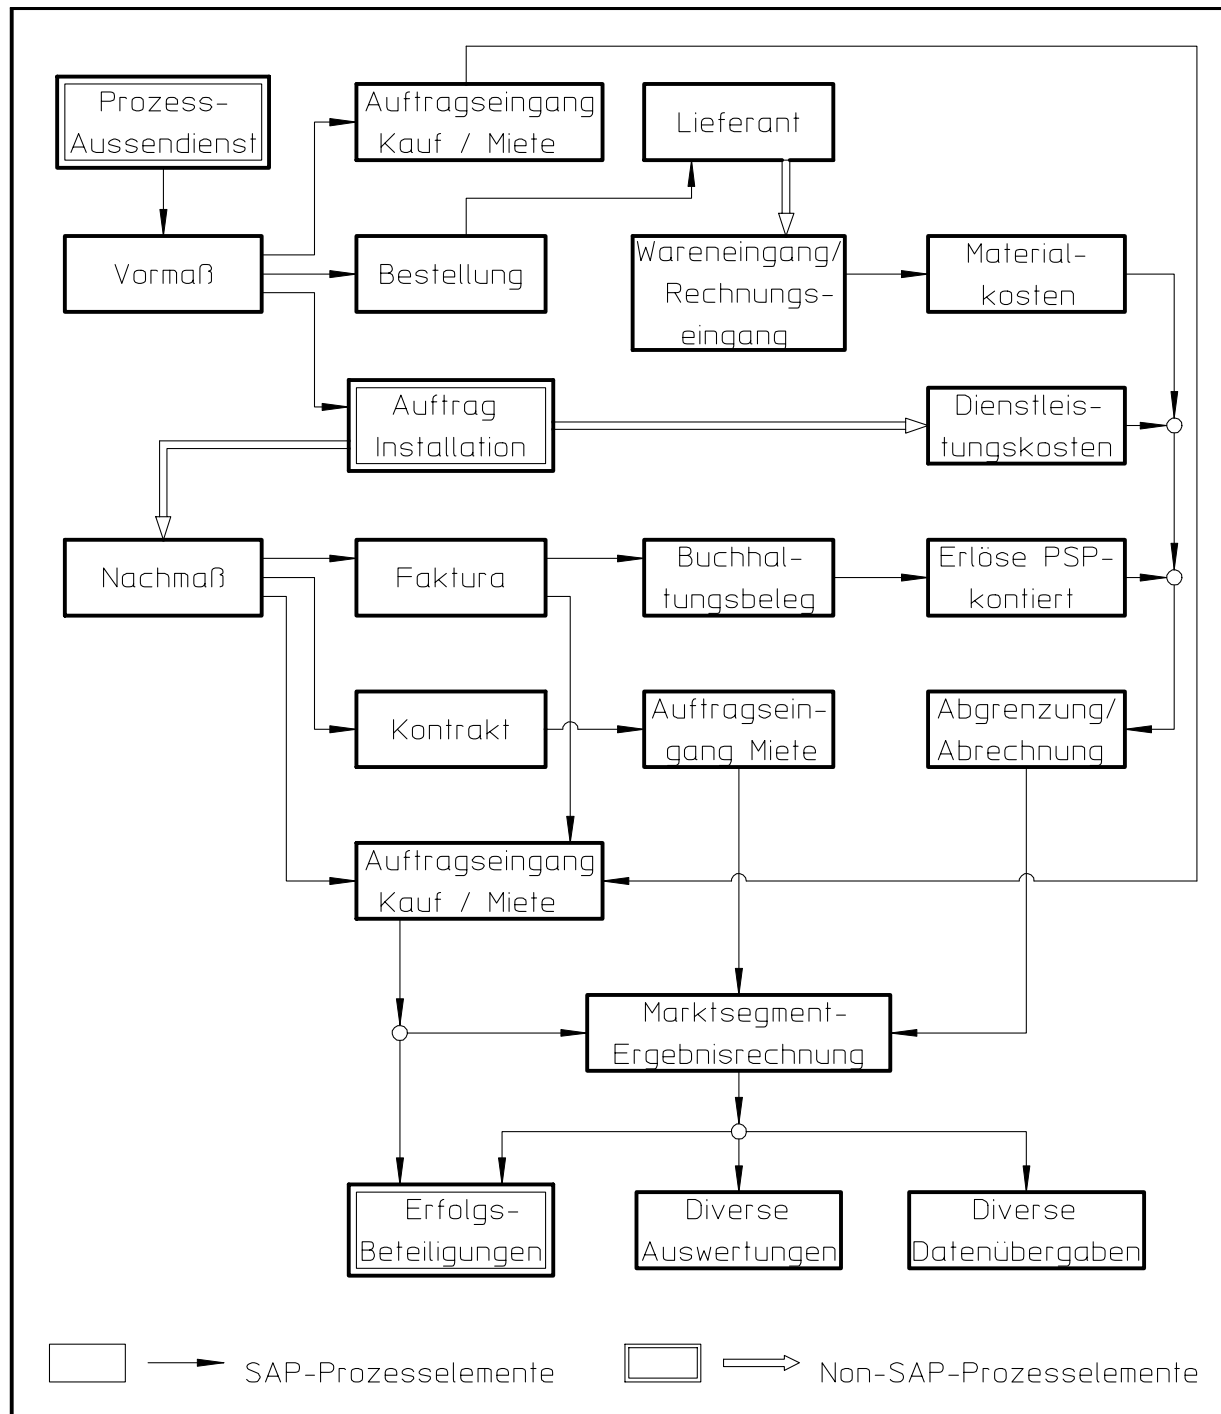 Prozess-
Aussendienst
Auftragseingang
Kauf / Miete
Lieferant
Vormaß
Bestellung
Wareneingang/
Rechnungs-
eingang
Material-
kosten
Auftrag
Installation
Dienstleis-
tungskosten
Nachmaß
Faktura
Buchhal-
tungsbeleg
Erlöse PSP-
kontiert
Kontrakt
Auftragsein-
gang Miete
Abgrenzung/
Abrechnung
Auftragseingang
Kauf / Miete
Marktsegment-
Ergebnisrechnung
Erfolgs-
Beteiligungen
Diverse
Auswertungen
Diverse
Datenübergaben
SAP-Prozesselemente
Non-SAP-Prozesselemente